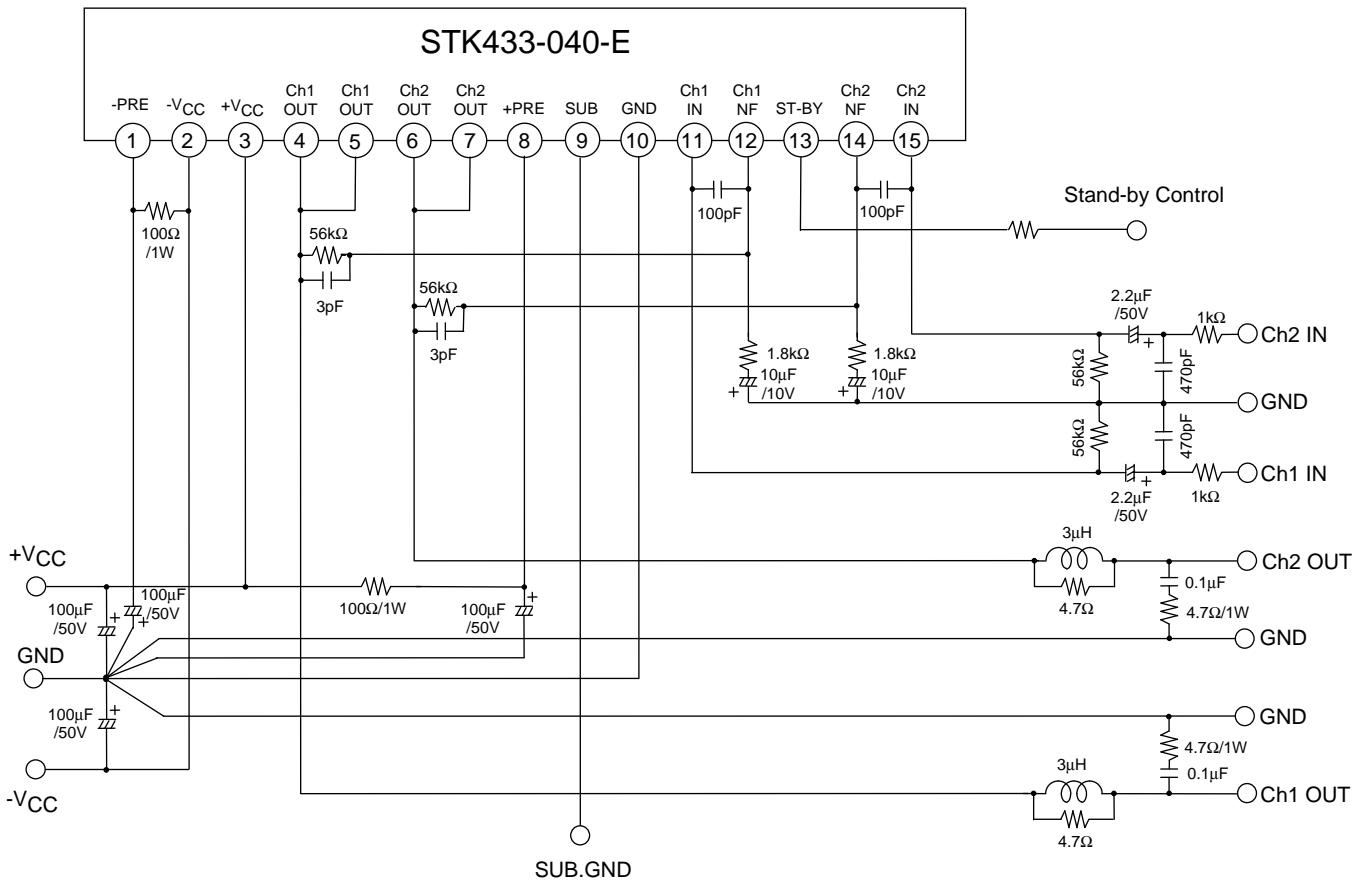 STK433-040-E
-PRE
-VCC
+VCC
Ch1
OUT
Ch1
OUT
Ch2
OUT
Ch2
OUT
+PRE
SUB
GND
Ch1
IN
Ch1
NF
ST-BY
Ch2
NF
Ch2
IN
1
2
3
4
5
6
7
8
9
10
11
12
13
14
15
100Ω
/1W
100pF
100pF
Stand-by Control
56kΩ
3pF
56kΩ
3pF
2.2µF
/50V
+
1kΩ
Ch2 IN
1.8kΩ
10µF
/10V
+
1.8kΩ
10µF
/10V
+
56kΩ
470pF
GND
56kΩ
470pF
+
2.2µF
/50V
1kΩ
Ch1 IN
+VCC
100µF
/50V
+
100µF
/50V
+
100Ω/1W
100µF
/50V
+
3µH
4.7Ω
Ch2 OUT
0.1µF
4.7Ω/1W
GND
GND
100µF
/50V
+
GND
4.7Ω/1W
0.1µF
-VCC
3µH
4.7Ω
Ch1 OUT
SUB.GND